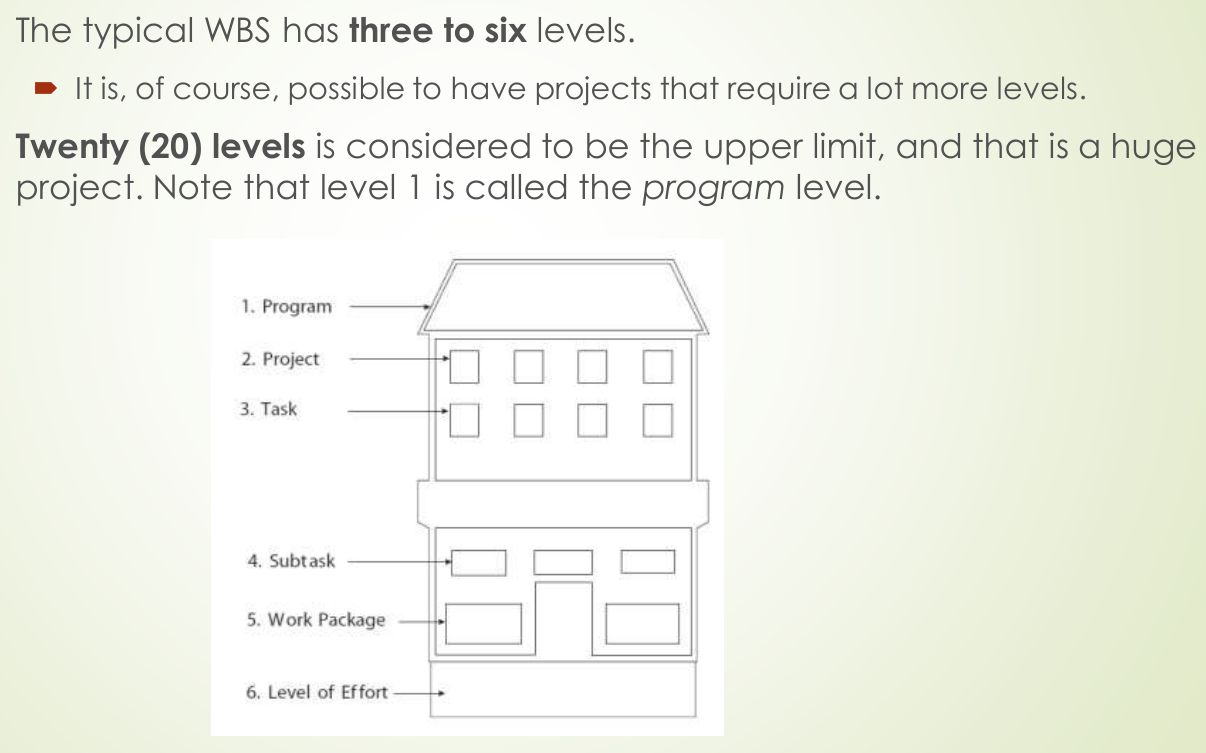 The typical WBS has three to six levels.
It is, of course, possible to have projects that require a lot more levels.
Twenty (20) levels is considered to be the upper limit, and that is a huge
project. Note that level 1 is called the program level.
1. Program
2. Project
3. Task
4. Subtask
5. Work Package
6. Level of Effort